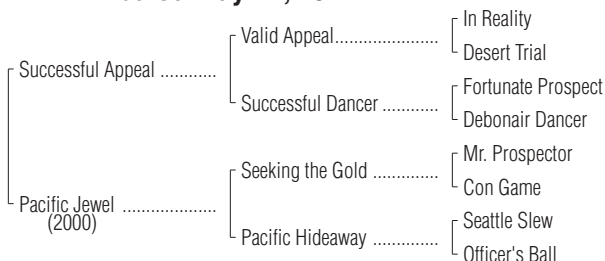 In Reality
Valid Appeal........................
Desert Trial
Successful Appeal .............
Fortunate Prospect
Successful Dancer .............
Debonair Dancer
Mr. Prospector
Seeking the Gold ...............
Con Game
Pacific Jewel ......................
(2000)
Seattle Slew
Pacific Hideaway ...............
Officer's Ball